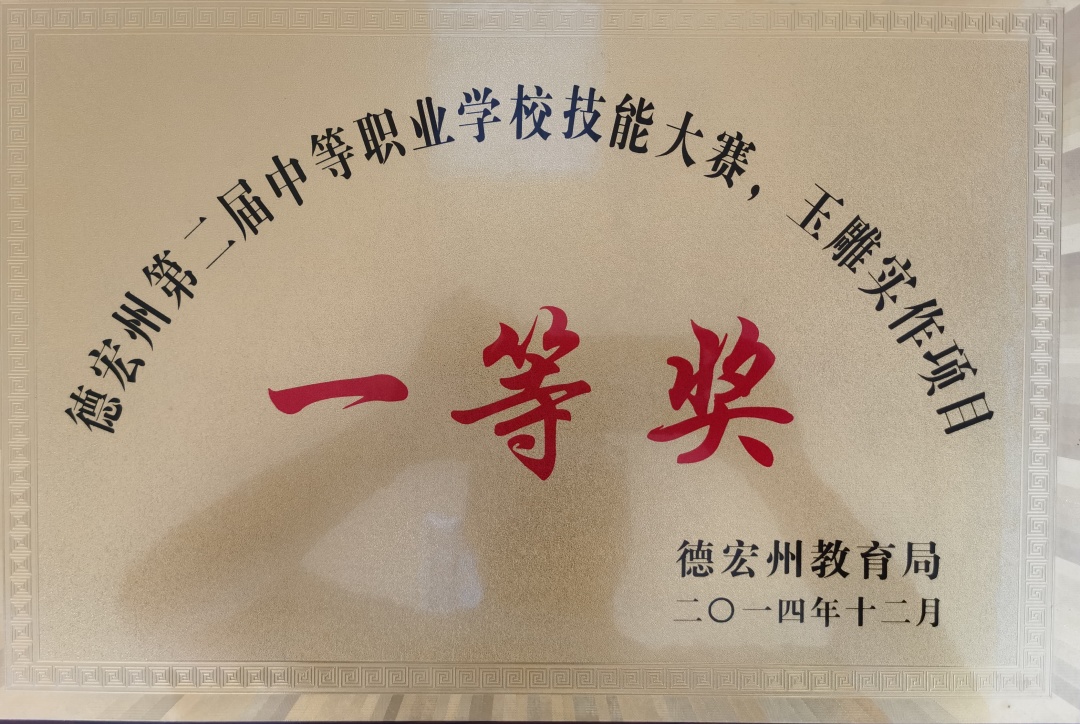 德宏州第二届中等职业学校技能大赛，玉雕实作项目
一等奖
德宏州教育局
二〇一四年十二月